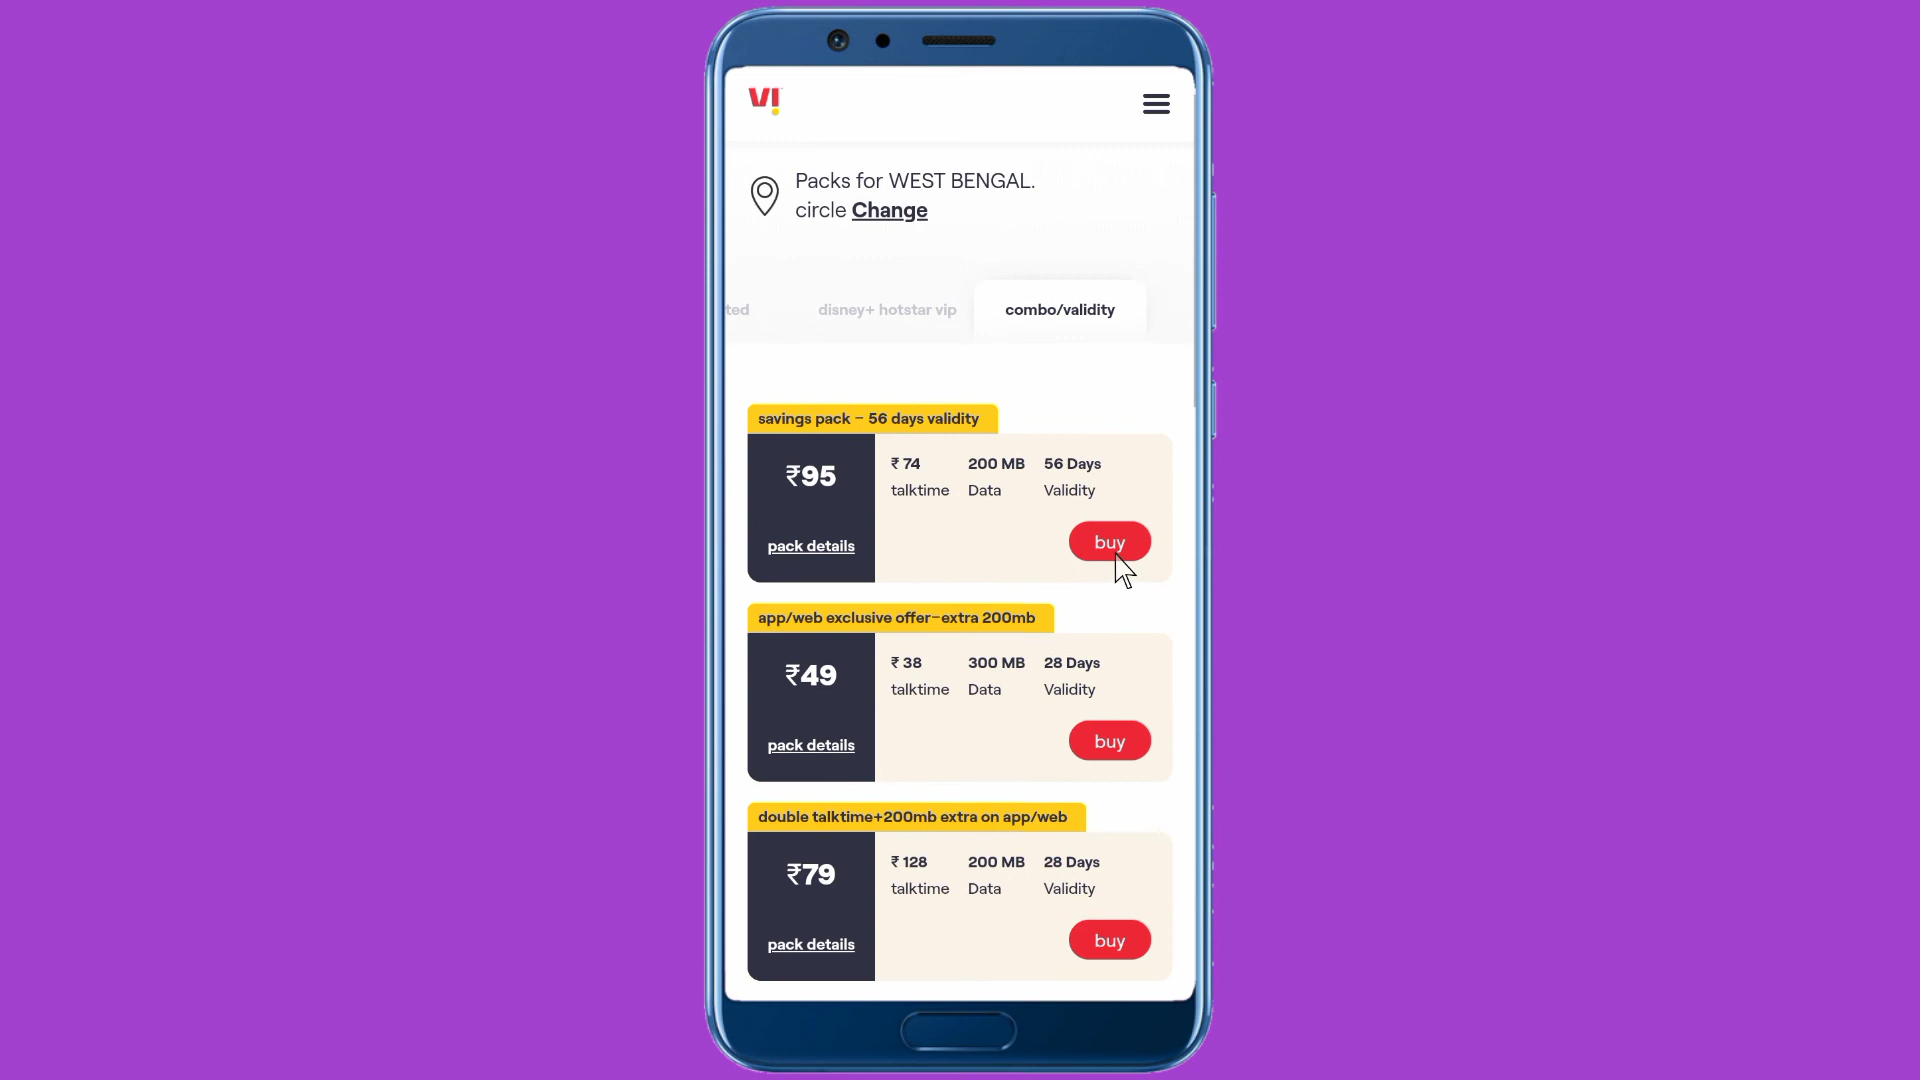 VI
Packs for WEST BENGAL.
circle Change
ted disney+ hotstar vip combo/validity
savings pack – 56 days validity
₹95
₹ 74 200 MB 56 Days
talktime Data Validity
pack details
buy
app/web exclusive offer–extra 200mb
₹49
₹ 38 300 MB 28 Days
talktime Data Validity
pack details
buy
double talktime+200mb extra on app/web
₹79
₹ 128 200 MB 28 Days
talktime Data Validity
pack details
buy